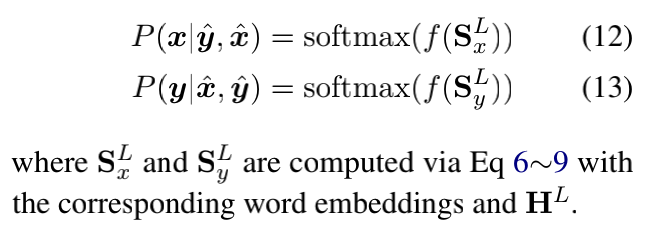 P(x|ŷ, x̂) = softmax(f(S_x^L)) (12)
P(y|x̂, ŷ) = softmax(f(S_y^L)) (13)
where S_x^L and S_y^L are computed via Eq 6∼9 with
the corresponding word embeddings and H^L.